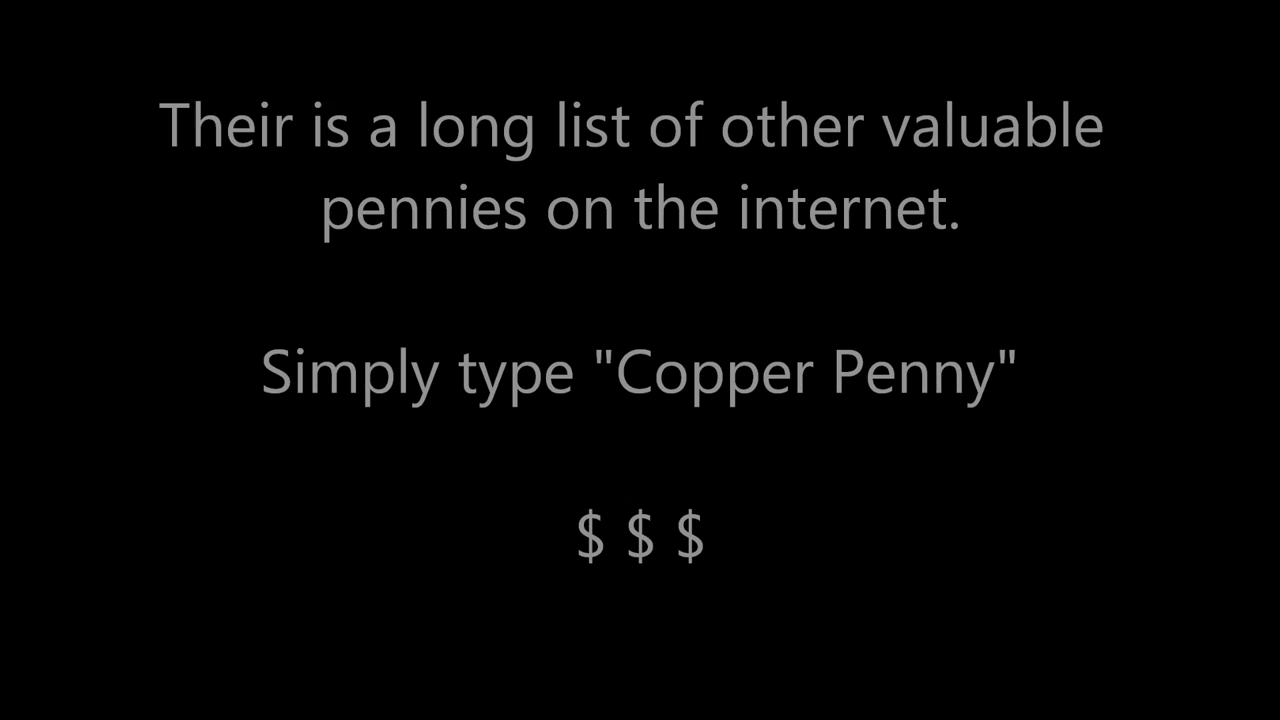 Their is a long list of other valuable
pennies on the internet.
Simply type "Copper Penny"
$ $ $